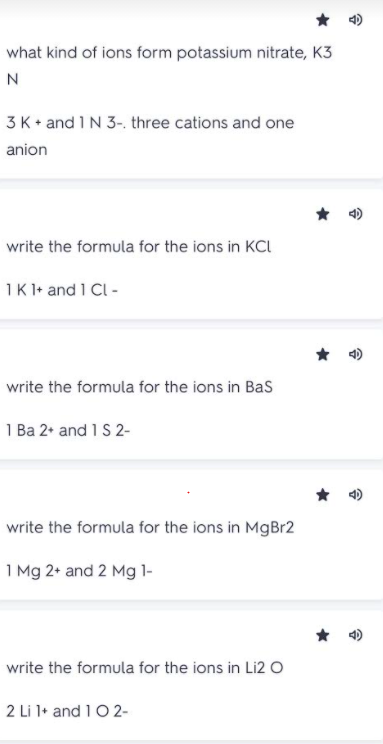 what kind of ions form potassium nitrate, K3
N
3 K + and 1 N 3-. three cations and one
anion
write the formula for the ions in KCl
1 K 1+ and 1 Cl -
write the formula for the ions in BaS
1 Ba 2+ and 1 S 2-
write the formula for the ions in MgBr2
1 Mg 2+ and 2 Mg 1-
write the formula for the ions in Li2 O
2 Li 1+ and 1 O 2-